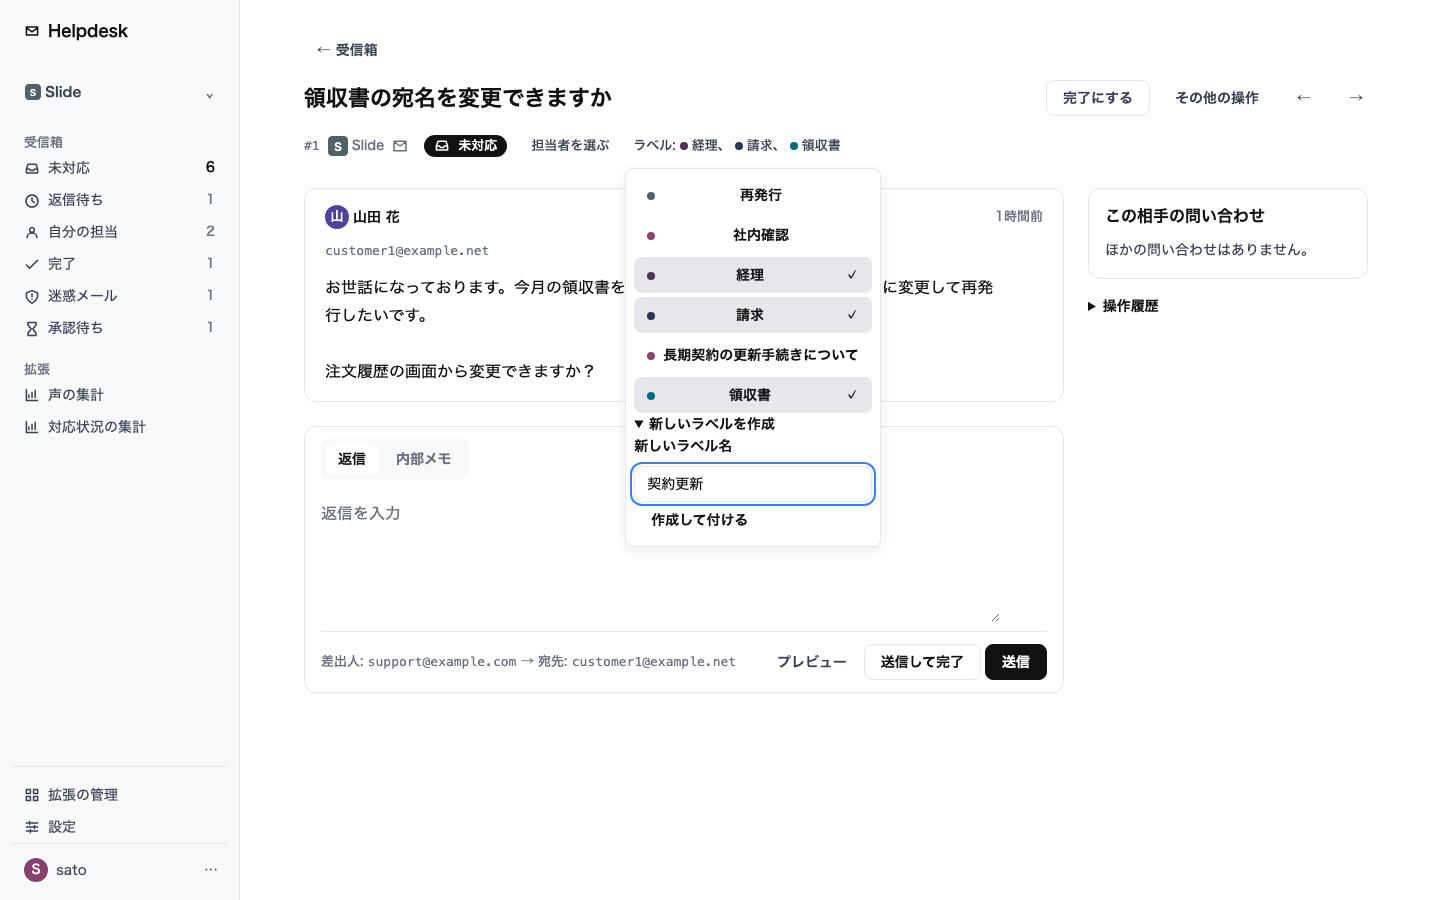 Helpdesk
S Slide
受信箱
未対応 6
返信待ち 1
自分の担当 2
完了 1
迷惑メール 1
承認待ち 1
拡張
声の集計
対応状況の集計
拡張の管理
設定
S sato ...
← 受信箱
領収書の宛名を変更できますか
完了にする その他の操作 ← →
#1 S Slide 未対応 担当者を選ぶ ラベル: 経理、 請求、 領収書
山 山田 花 1時間前
customer1@example.net
お世話になっております。今月の領収書を に変更して再発
行したいです。
注文履歴の画面から変更できますか？
再発行
社内確認
経理 ✓
請求 ✓
長期契約の更新手続きについて
領収書 ✓
▼ 新しいラベルを作成
新しいラベル名
契約更新
作成して付ける
返信 内部メモ
返信を入力
差出人: support@example.com → 宛先: customer1@example.net プレビュー 送信して完了 送信
この相手の問い合わせ
ほかの問い合わせはありません。
▶ 操作履歴